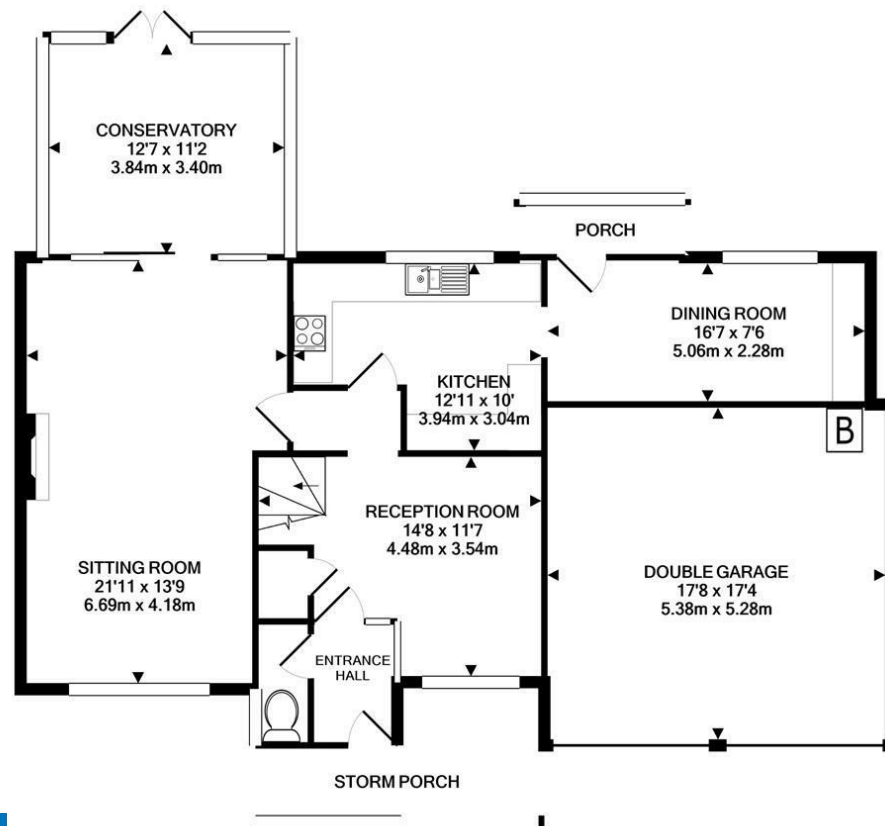 CONSERVATORY
12'7 x 11'2
3.84m x 3.40m
PORCH
DINING ROOM
16'7 x 7'6
5.06m x 2.28m
KITCHEN
12'11 x 10'
3.94m x 3.04m
B
RECEPTION ROOM
14'8 x 11'7
4.48m x 3.54m
SITTING ROOM
21'11 x 13'9
6.69m x 4.18m
DOUBLE GARAGE
17'8 x 17'4
5.38m x 5.28m
ENTRANCE
HALL
STORM PORCH